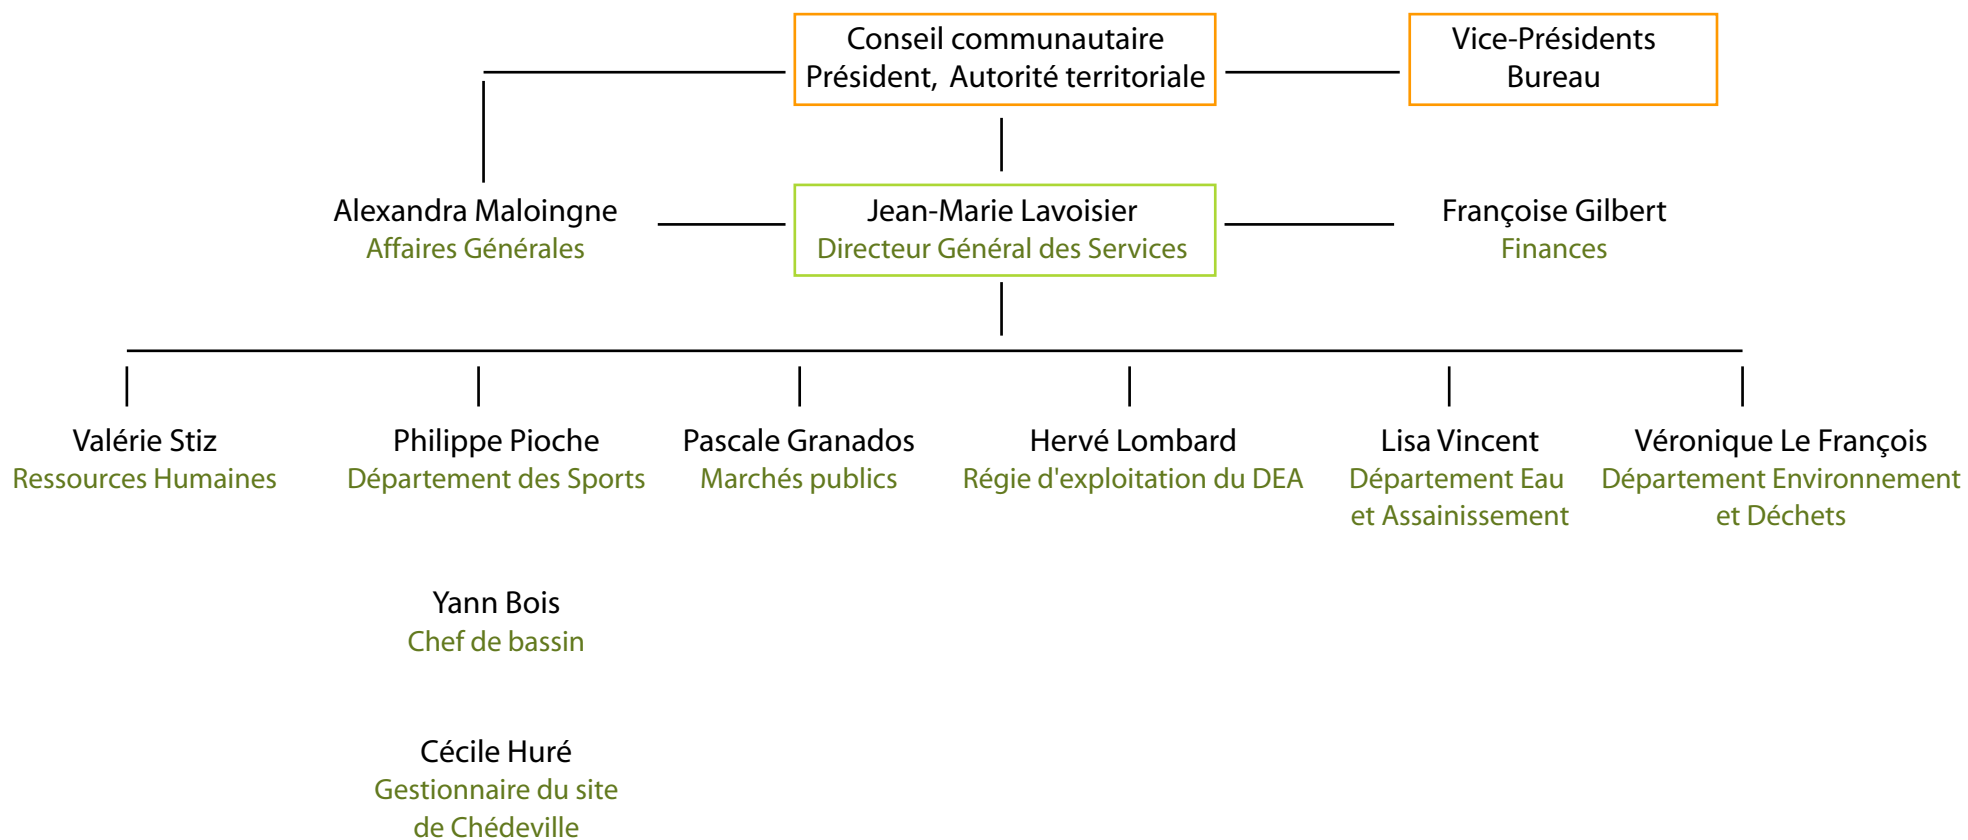 Conseil communautaire
Président, Autorité territoriale
Vice-Présidents
Bureau
Alexandra Maloingne
Affaires Générales
Jean-Marie Lavoisier
Directeur Général des Services
Françoise Gilbert
Finances
Valérie Stiz
Ressources Humaines
Philippe Pioche
Département des Sports
Pascale Granados
Marchés publics
Hervé Lombard
Régie d'exploitation du DEA
Lisa Vincent
Département Eau
et Assainissement
Véronique Le François
Département Environnement
et Déchets
Yann Bois
Chef de bassin
Cécile Huré
Gestionnaire du site
de Chédeville